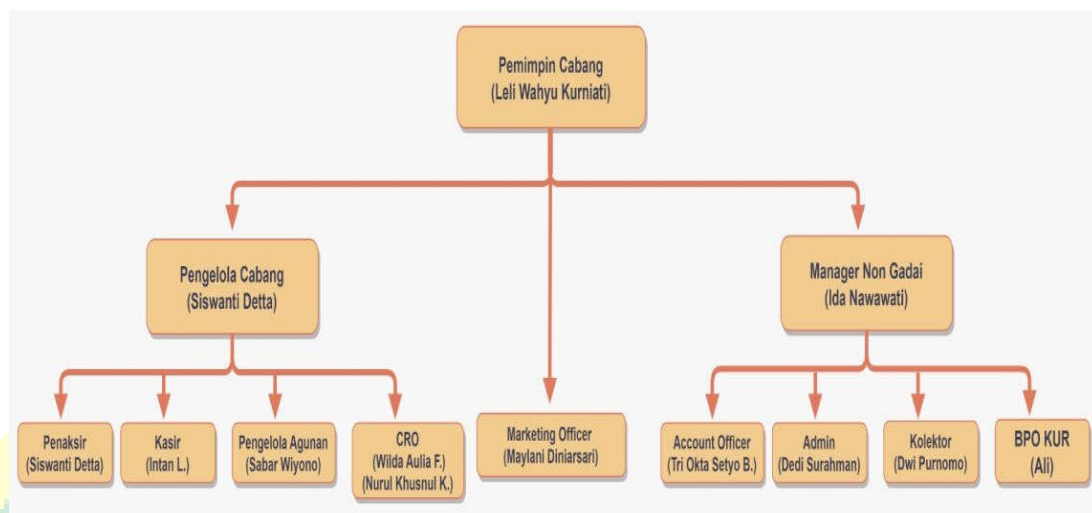 Pemimpin Cabang
(Leli Wahyu Kurniati)
Pengelola Cabang
(Siswanti Detta)
Manager Non Gadai
(Ida Nawawati)
Penaksir
(Siswanti Detta)
Kasir
(Intan L.)
Pengelola Agunan
(Sabar Wiyono)
CRO
(Wilda Aulia F.)
(Nurul Khusnul K.)
Marketing Officer
(Maylani Diniarsari)
Account Officer
(Tri Okta Setyo B.)
Admin
(Dedi Surahman)
Kolektor
(Dwi Purnomo)
BPO KUR
(Ali)